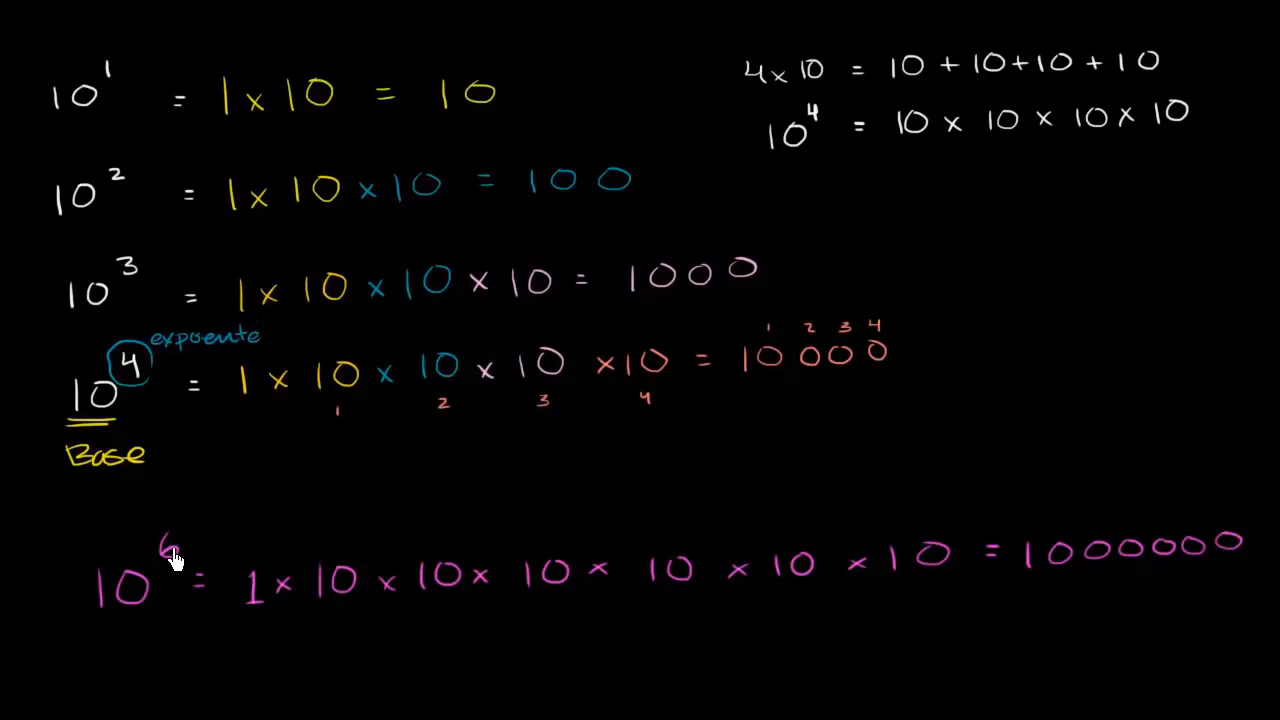 10¹ = 1 × 10 = 10
4 × 10 = 10 + 10 + 10 + 10
10⁴ = 10 × 10 × 10 × 10
10² = 1 × 10 × 10 = 100
10³ = 1 × 10 × 10 × 10 = 1000
expoente
1 2 3 4
10⁴ = 1 × 10 × 10 × 10 × 10 = 10000
1 2 3 4
Base
10⁶ = 1 × 10 × 10 × 10 × 10 × 10 × 10 = 1000000